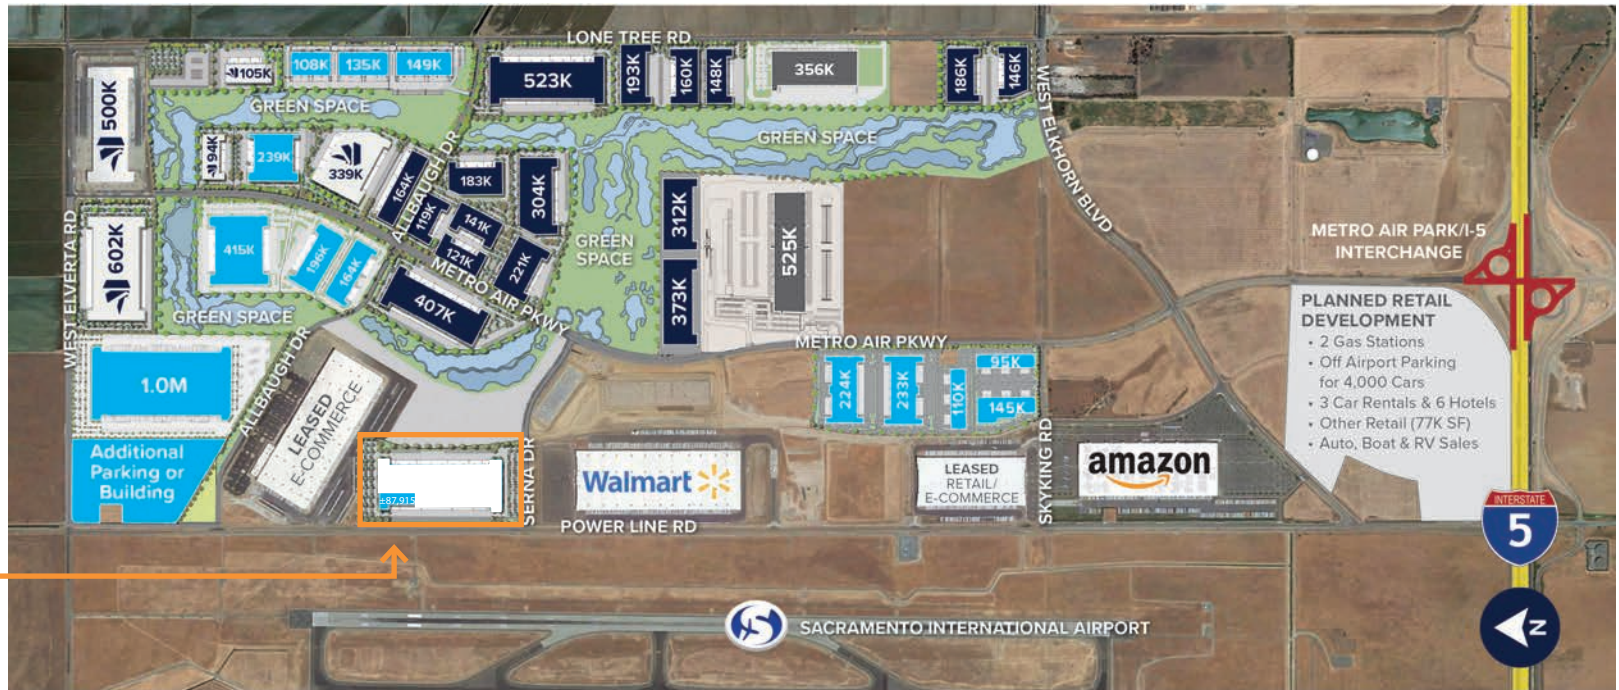 LONE TREE RD
105K
108K
135K
149K
523K
193K
160K
148K
356K
186K
146K
500K
GREEN SPACE
GREEN SPACE
WEST ELKHORN BLVD
94K
239K
339K
164K
ALLBAUGH DR
183K
304K
119K
141K
121K
221K
312K
525K
GREEN
SPACE
METRO AIR PARK/I-5
INTERCHANGE
WEST ELVERTA RD
602K
415K
196K
164K
METRO AIR PKWY
407K
373K
GREEN SPACE
PLANNED RETAIL
DEVELOPMENT
• 2 Gas Stations
• Off Airport Parking
for 4,000 Cars
• 3 Car Rentals & 6 Hotels
• Other Retail (77K SF)
• Auto, Boat & RV Sales
METRO AIR PKWY
224K
233K
110K
95K
145K
1.0M
ALLBAUGH DR
LEASED
E-COMMERCE
Additional
Parking or
Building
±87,915
SERNA DR
Walmart
LEASED
RETAIL/
E-COMMERCE
SKYKING RD
amazon
POWER LINE RD
INTERSTATE
5
SACRAMENTO INTERNATIONAL AIRPORT
N